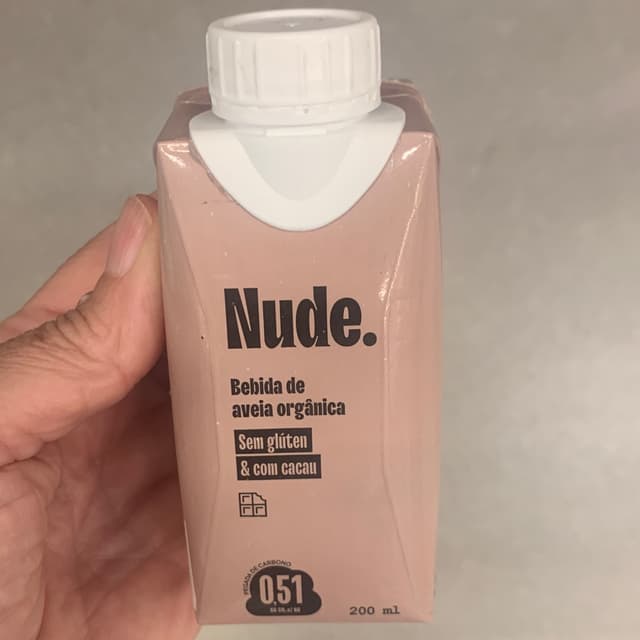 Nude.
Bebida de
aveia orgânica
Sem glúten
& com cacau
PEGADA DE CARBONO
0,51
200 ml